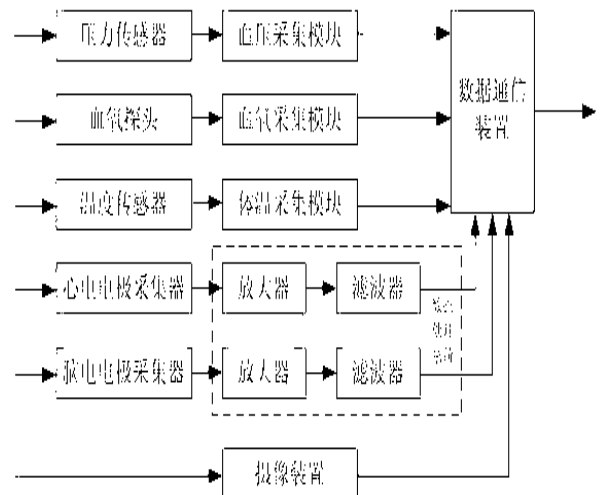 压力传感器
血压采集模块
数据通信
装置
血氧探头
血氧采集模块
温度传感器
体温采集模块
心电电极采集器
放大器
滤波器
脑电电极采集器
放大器
滤波器
摄像装置